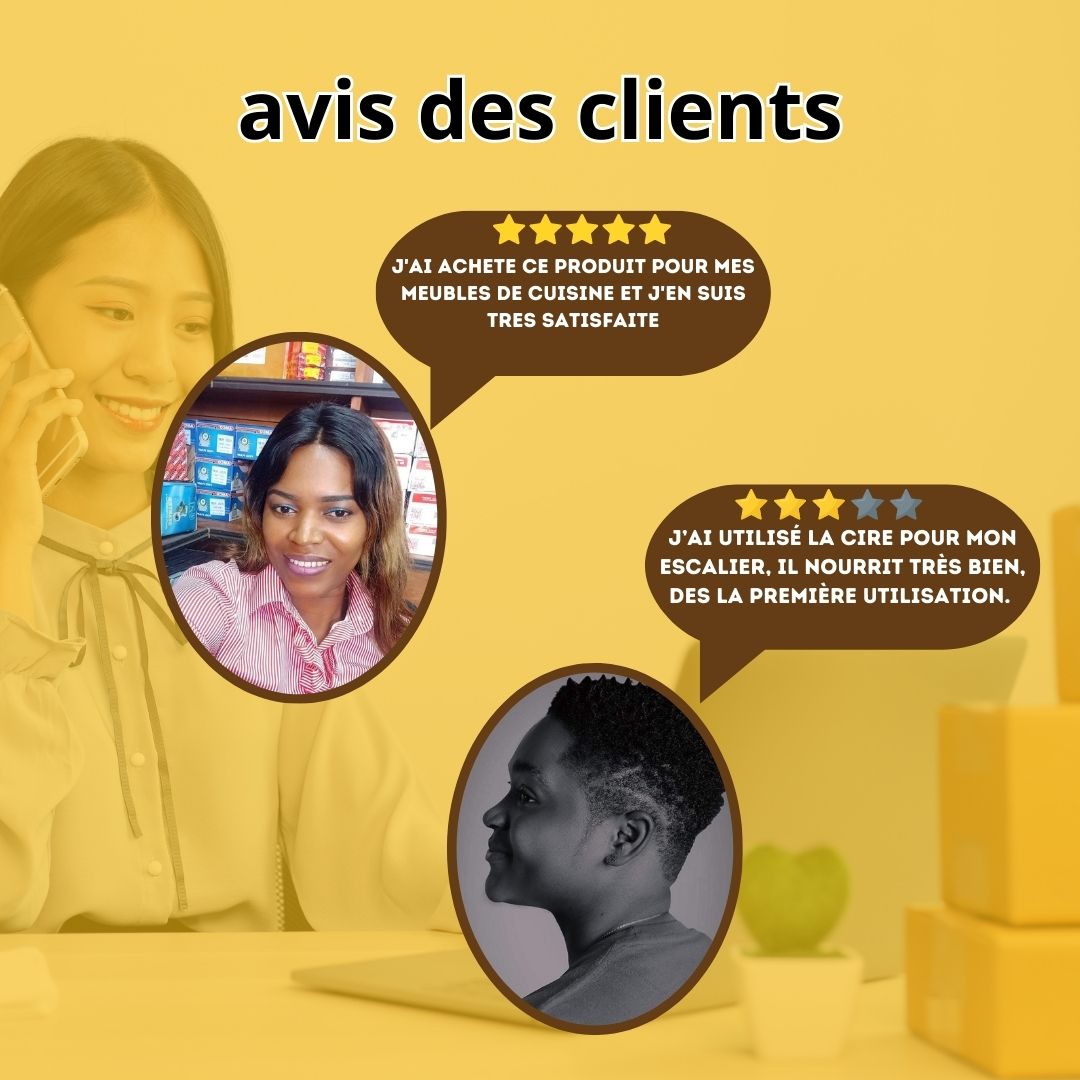 avis des clients
J'AI ACHETE CE PRODUIT POUR MES
MEUBLES DE CUISINE ET J'EN SUIS
TRES SATISFAITE
J'AI UTILISÉ LA CIRE POUR MON
ESCALIER, IL NOURRIT TRÈS BIEN,
DES LA PREMIÈRE UTILISATION.